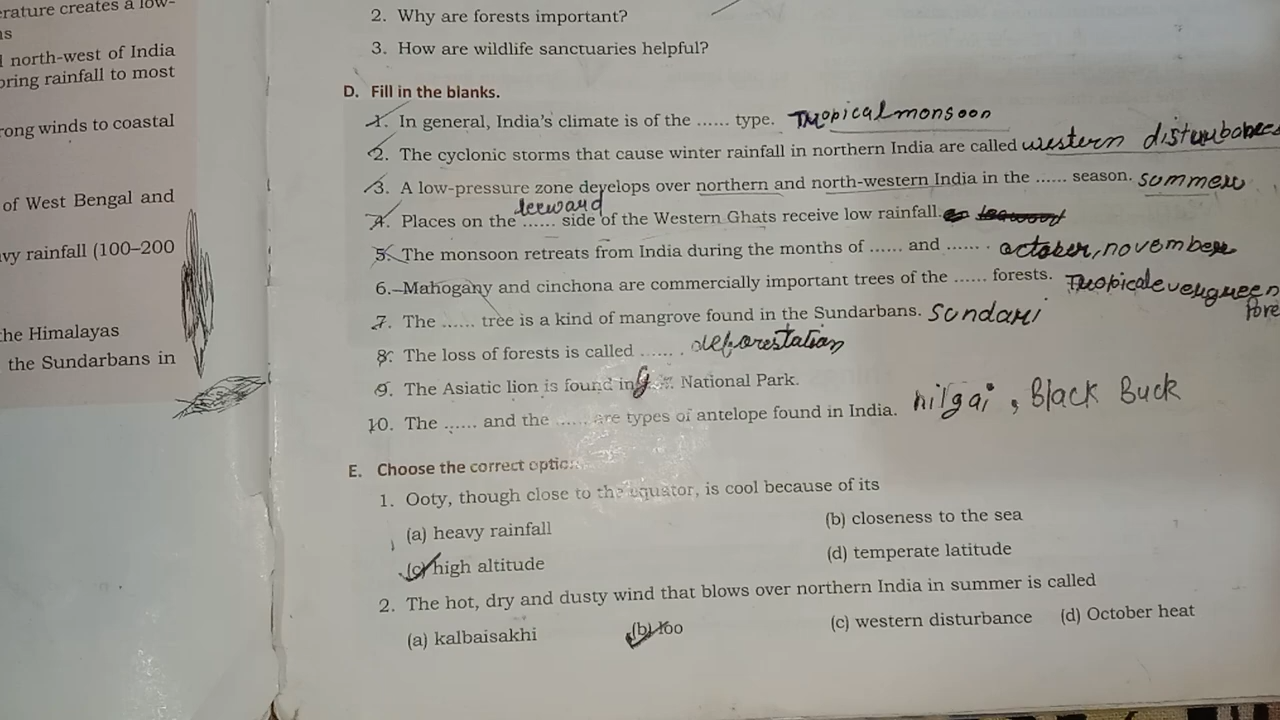 erature creates a low-
ns
north-west of India
bring rainfall to most
rong winds to coastal
of West Bengal and
vy rainfall (100–200
the Himalayas
the Sundarbans in
2. Why are forests important?
3. How are wildlife sanctuaries helpful?
D. Fill in the blanks.
1. In general, India's climate is of the ...... type. Tropical monsoon
2. The cyclonic storms that cause winter rainfall in northern India are called western disturbances
3. A low-pressure zone develops over northern and north-western India in the ...... season. summer
leeward
4. Places on the ...... side of the Western Ghats receive low rainfall.
5. The monsoon retreats from India during the months of ...... and ...... . october, november
6. Mahogany and cinchona are commercially important trees of the ...... forests. Tropical evergreen
Fore
7. The ...... tree is a kind of mangrove found in the Sundarbans. Sundari
8. The loss of forests is called ...... . deforestation
9. The Asiatic lion is found in g National Park.
10. The ...... and the ...... are types of antelope found in India. nilgai, Black Buck
E. Choose the correct option.
1. Ooty, though close to the equator, is cool because of its
(a) heavy rainfall (b) closeness to the sea
(c) high altitude (d) temperate latitude
2. The hot, dry and dusty wind that blows over northern India in summer is called
(a) kalbaisakhi (b) loo (c) western disturbance (d) October heat